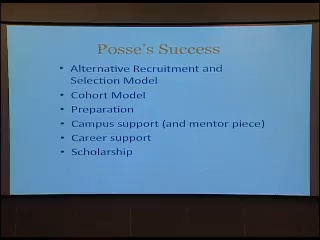 Posse's Success
• Alternative Recruitment and
Selection Model
• Cohort Model
• Preparation
• Campus support (and mentor piece)
• Career support
• Scholarship